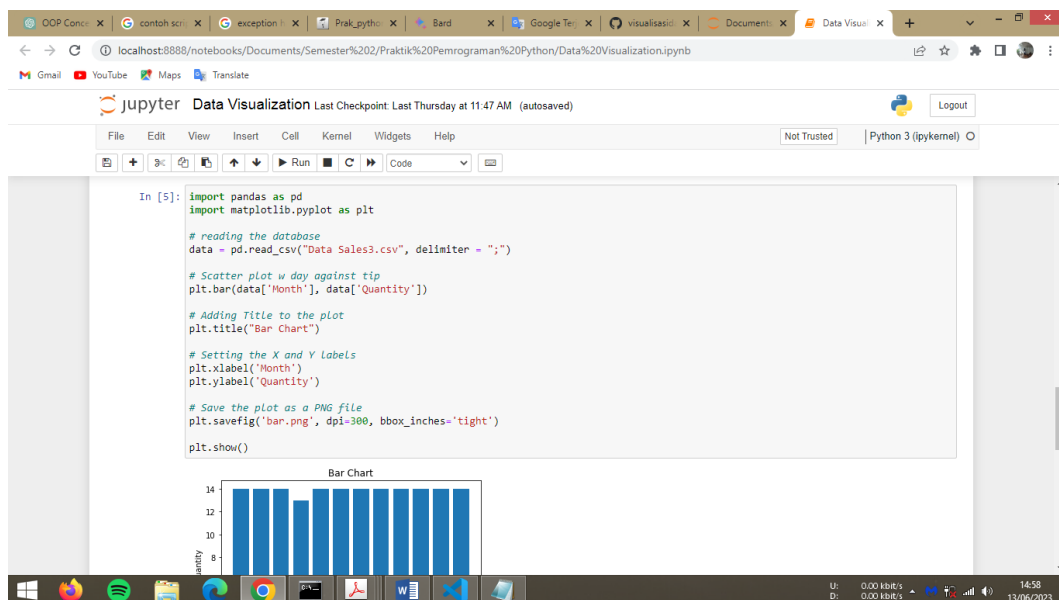 OOP Conce
contoh scri
exception h
Prak_pytho
Bard
Google Ter
visualisasid
Documents
Data Visual
localhost:8888/notebooks/Documents/Semester%202/Praktik%20Pemrograman%20Python/Data%20Visualization.ipynb
Gmail YouTube Maps Translate
jupyter Data Visualization Last Checkpoint: Last Thursday at 11:47 AM (autosaved) Logout
File Edit View Insert Cell Kernel Widgets Help Not Trusted Python 3 (ipykernel)
Run Code
In [5]: import pandas as pd
import matplotlib.pyplot as plt
# reading the database
data = pd.read_csv("Data Sales3.csv", delimiter = ";")
# Scatter plot w day against tip
plt.bar(data['Month'], data['Quantity'])
# Adding Title to the plot
plt.title("Bar Chart")
# Setting the X and Y labels
plt.xlabel('Month')
plt.ylabel('Quantity')
# Save the plot as a PNG file
plt.savefig('bar.png', dpi=300, bbox_inches='tight')
plt.show()
Bar Chart
14
12
10
8
antity
U: 0.00 kbit/s
D: 0.00 kbit/s
14:58
13/06/2023